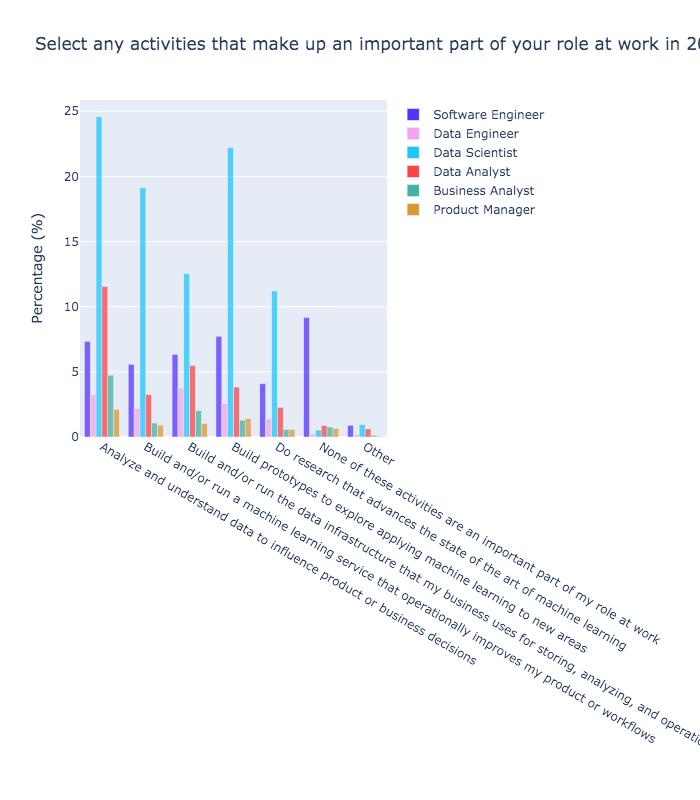 Select any activities that make up an important part of your role at work in
Percentage (%)
25
20
15
10
5
0
Software Engineer
Data Engineer
Data Scientist
Data Analyst
Business Analyst
Product Manager
Analyze and understand data to influence product or business decisions
Build and/or run a machine learning service that operationally improves my product or workflows
Build and/or run the data infrastructure that my business uses for storing, analyzing, and
Build prototypes to explore applying machine learning to new areas
Do research that advances the state of the art of machine learning
None of these activities are an important part of my role at work
Other